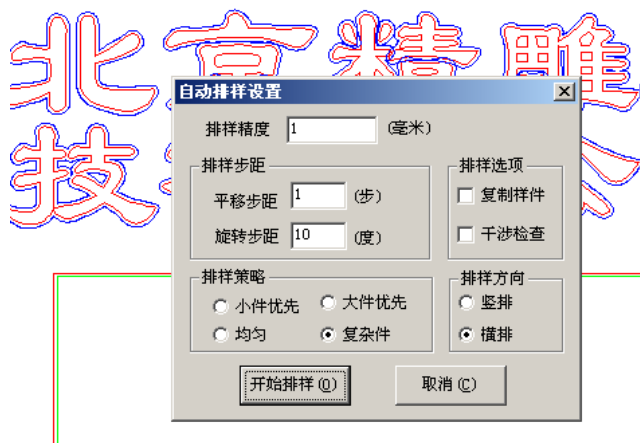 北京精雕
技
自动排样设置
排样精度 1 (毫米)
排样步距
平移步距 1 (步)
旋转步距 10 (度)
排样选项
复制样件
干涉检查
排样策略
小件优先 大件优先
均匀 复杂件
排样方向
竖排
横排
开始排样(O) 取消(C)